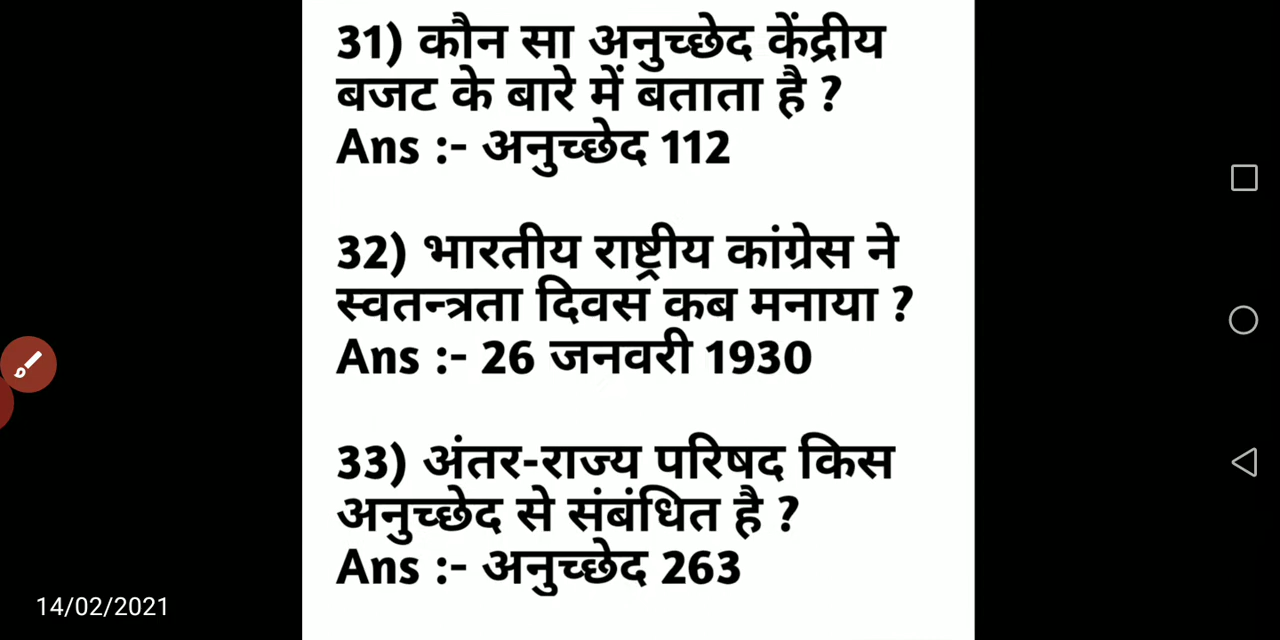 31) कौन सा अनुच्छेद केंद्रीय
बजट के बारे में बताता है ?
Ans :- अनुच्छेद 112
32) भारतीय राष्ट्रीय कांग्रेस ने
स्वतन्त्रता दिवस कब मनाया ?
Ans :- 26 जनवरी 1930
33) अंतर-राज्य परिषद किस
अनुच्छेद से संबंधित है ?
Ans :- अनुच्छेद 263
14/02/2021